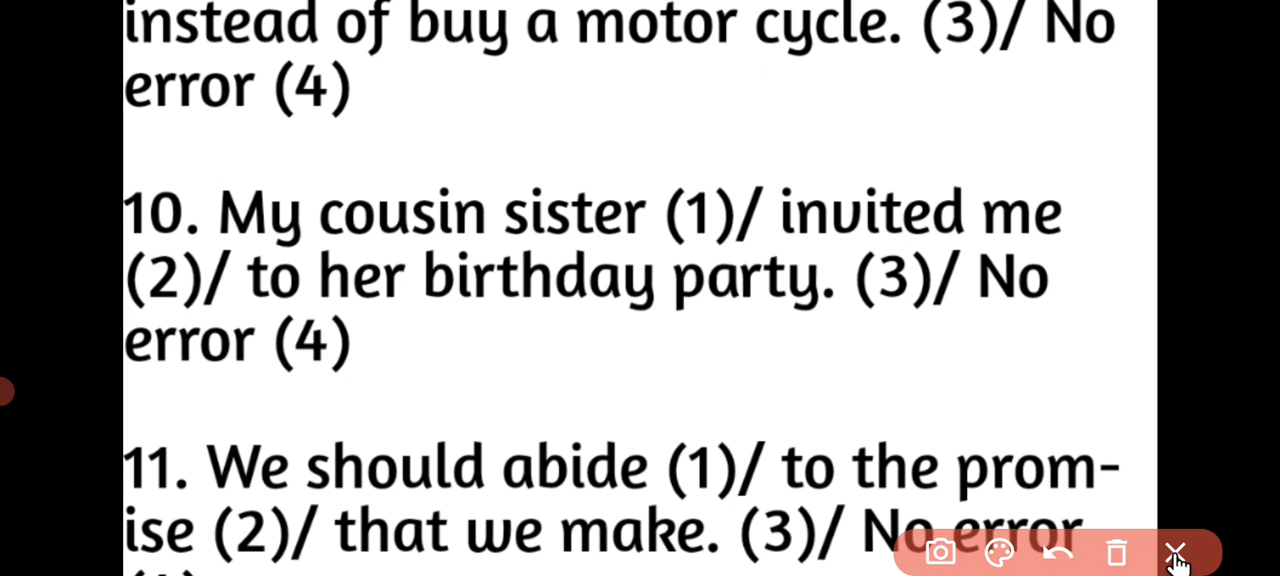 instead of buy a motor cycle. (3)/ No
error (4)
10. My cousin sister (1)/ invited me
(2)/ to her birthday party. (3)/ No
error (4)
11. We should abide (1)/ to the prom-
ise (2)/ that we make. (3)/ No error